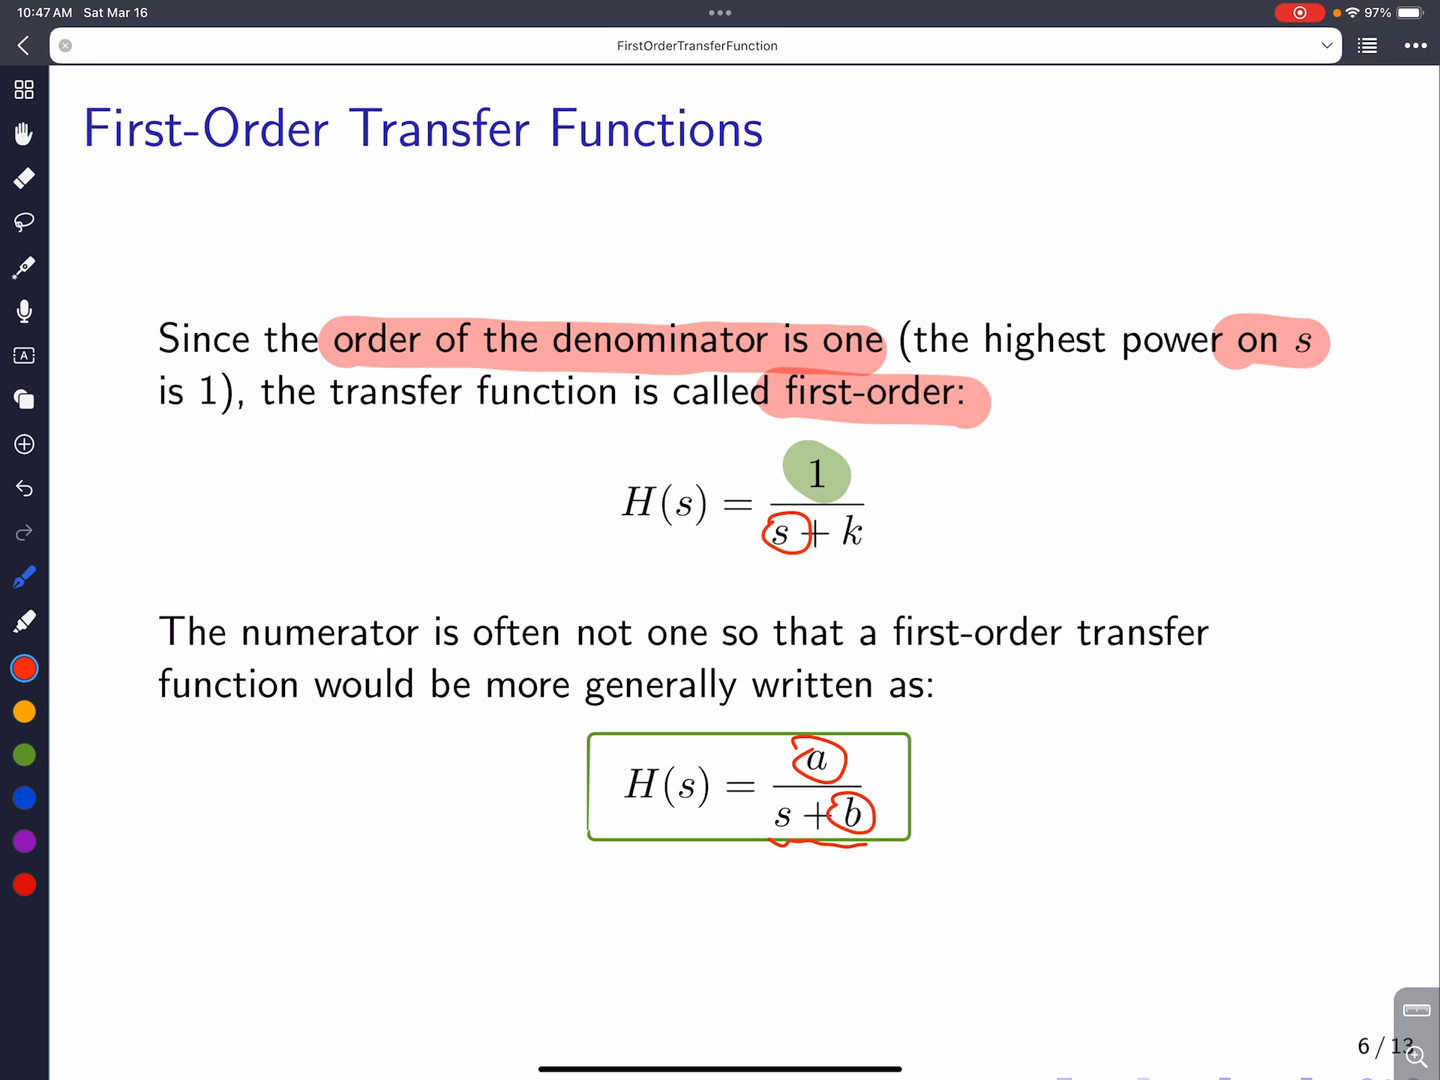 10:47 AM Sat Mar 16
97%
FirstOrderTransferFunction
First-Order Transfer Functions
Since the order of the denominator is one (the highest power on s
is 1), the transfer function is called first-order:
H(s) = 1 / (s + k)
The numerator is often not one so that a first-order transfer
function would be more generally written as:
H(s) = a / (s + b)
6 / 13